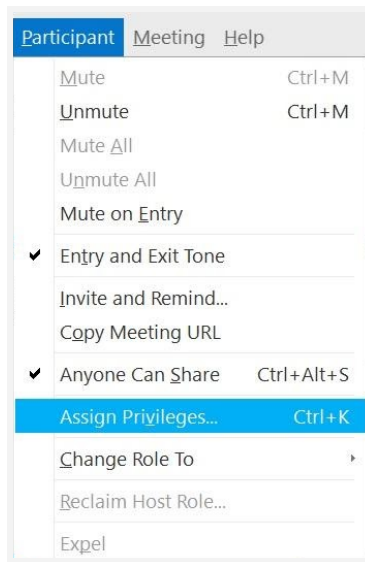 Participant Meeting Help
Mute Ctrl+M
Unmute Ctrl+M
Mute All
Unmute All
Mute on Entry
Entry and Exit Tone
Invite and Remind...
Copy Meeting URL
Anyone Can Share Ctrl+Alt+S
Assign Privileges... Ctrl+K
Change Role To
Reclaim Host Role...
Expel